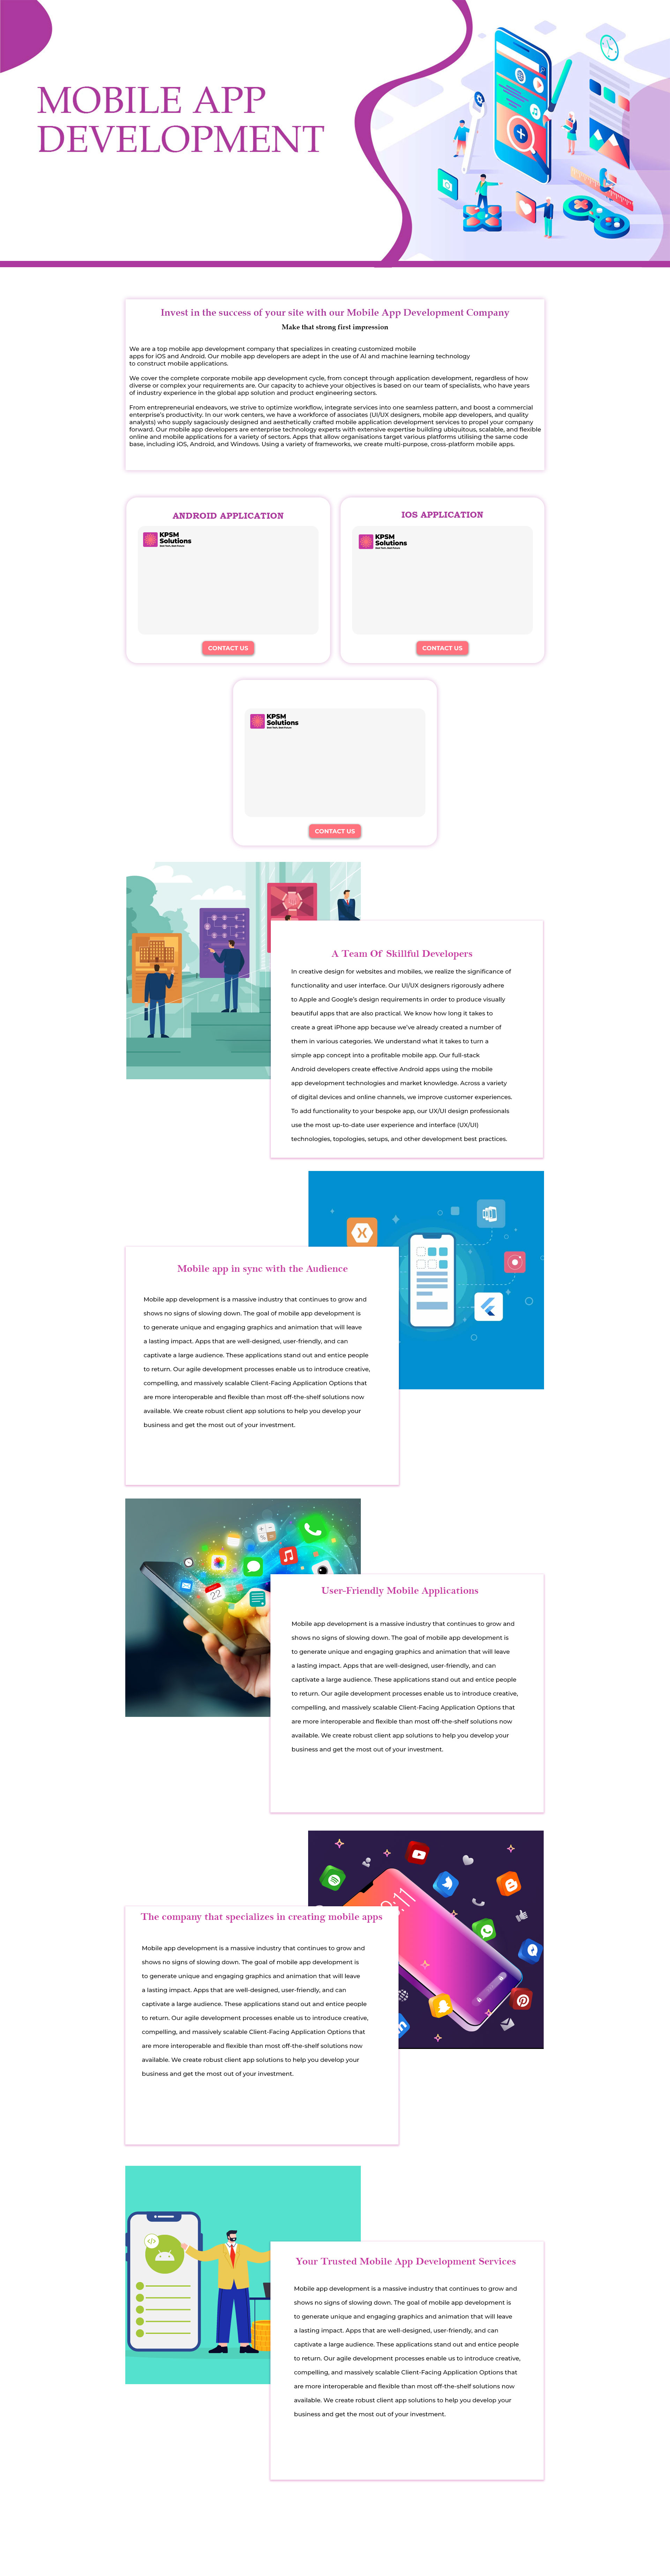 MOBILE APP
DEVELOPMENT
Invest in the success of your site with our Mobile App Development Company
Make that strong first impression
We are a top mobile app development company that specializes in creating customized mobile
apps for iOS and Android. Our mobile app developers are adept in the use of AI and machine learning technology
to construct mobile applications.
We cover the complete corporate mobile app development cycle, from concept through application development, regardless of how
diverse or complex your requirements are. Our capacity to achieve your objectives is based on our team of specialists, who have years
of industry experience in the global app solution and product engineering sectors.
From entrepreneurial endeavors, we strive to optimize workflow, integrate services into one seamless pattern, and boost a commercial
enterprise's productivity. In our work centers, we have a workforce of associates (UI/UX designers, mobile app developers, and quality
analysts) who supply sagaciously designed and aesthetically crafted mobile application development services to propel your company
forward. Our mobile app developers are enterprise technology experts with extensive expertise building ubiquitous, scalable, and flexible
online and mobile applications for a variety of sectors. Apps that allow organisations target various platforms utilising the same code
base, including iOS, Android, and Windows. Using a variety of frameworks, we create multi-purpose, cross-platform mobile apps.
ANDROID APPLICATION
KPSM
Solutions
CONTACT US
IOS APPLICATION
KPSM
Solutions
CONTACT US
KPSM
Solutions
CONTACT US
A Team Of Skillful Developers
In creative design for websites and mobiles, we realize the significance of
functionality and user interface. Our UI/UX designers rigorously adhere
to Apple and Google's design requirements in order to produce visually
beautiful apps that are also practical. We know how long it takes to
create a great iPhone app because we've already created a number of
them in various categories. We understand what it takes to turn a
simple app concept into a profitable mobile app. Our full-stack
Android developers create effective Android apps using the mobile
app development technologies and market knowledge. Across a variety
of digital devices and online channels, we improve customer experiences.
To add functionality to your bespoke app, our UX/UI design professionals
use the most up-to-date user experience and interface (UX/UI)
technologies, topologies, setups, and other development best practices.
Mobile app in sync with the Audience
Mobile app development is a massive industry that continues to grow and
shows no signs of slowing down. The goal of mobile app development is
to generate unique and engaging graphics and animation that will leave
a lasting impact. Apps that are well-designed, user-friendly, and can
captivate a large audience. These applications stand out and entice people
to return. Our agile development processes enable us to introduce creative,
compelling, and massively scalable Client-Facing Application Options that
are more interoperable and flexible than most off-the-shelf solutions now
available. We create robust client app solutions to help you develop your
business and get the most out of your investment.
22
User-Friendly Mobile Applications
Mobile app development is a massive industry that continues to grow and
shows no signs of slowing down. The goal of mobile app development is
to generate unique and engaging graphics and animation that will leave
a lasting impact. Apps that are well-designed, user-friendly, and can
captivate a large audience. These applications stand out and entice people
to return. Our agile development processes enable us to introduce creative,
compelling, and massively scalable Client-Facing Application Options that
are more interoperable and flexible than most off-the-shelf solutions now
available. We create robust client app solutions to help you develop your
business and get the most out of your investment.
The company that specializes in creating mobile apps
Mobile app development is a massive industry that continues to grow and
shows no signs of slowing down. The goal of mobile app development is
to generate unique and engaging graphics and animation that will leave
a lasting impact. Apps that are well-designed, user-friendly, and can
captivate a large audience. These applications stand out and entice people
to return. Our agile development processes enable us to introduce creative,
compelling, and massively scalable Client-Facing Application Options that
are more interoperable and flexible than most off-the-shelf solutions now
available. We create robust client app solutions to help you develop your
business and get the most out of your investment.
Your Trusted Mobile App Development Services
Mobile app development is a massive industry that continues to grow and
shows no signs of slowing down. The goal of mobile app development is
to generate unique and engaging graphics and animation that will leave
a lasting impact. Apps that are well-designed, user-friendly, and can
captivate a large audience. These applications stand out and entice people
to return. Our agile development processes enable us to introduce creative,
compelling, and massively scalable Client-Facing Application Options that
are more interoperable and flexible than most off-the-shelf solutions now
available. We create robust client app solutions to help you develop your
business and get the most out of your investment.